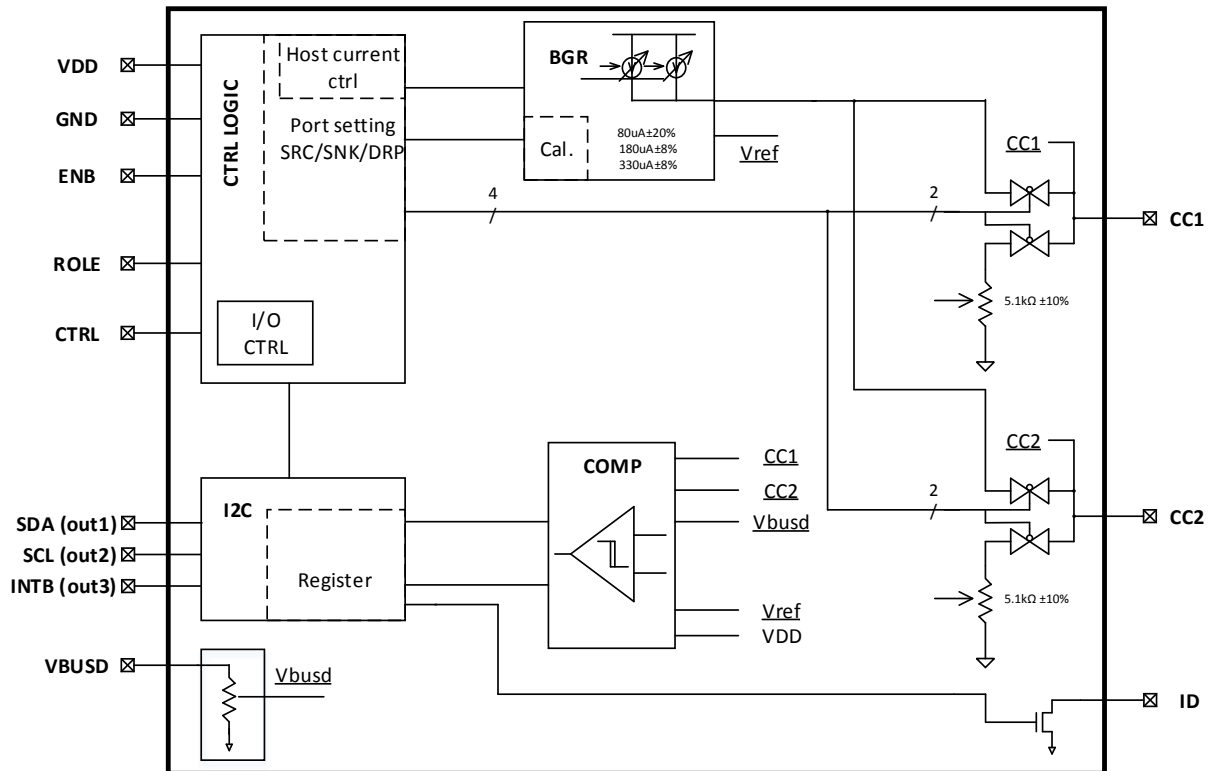 VDD
GND
ENB
ROLE
CTRL
CTRL LOGIC
Host current
ctrl
Port setting
SRC/SNK/DRP
I/O
CTRL
BGR
Cal.
80uA±20%
180uA±8%
330uA±8%
Vref
4
2
CC1
CC1
5.1kΩ ±10%
SDA (out1)
SCL (out2)
INTB (out3)
I2C
Register
COMP
CC1
CC2
Vbusd
Vref
VDD
2
CC2
CC2
5.1kΩ ±10%
VBUSD
Vbusd
ID